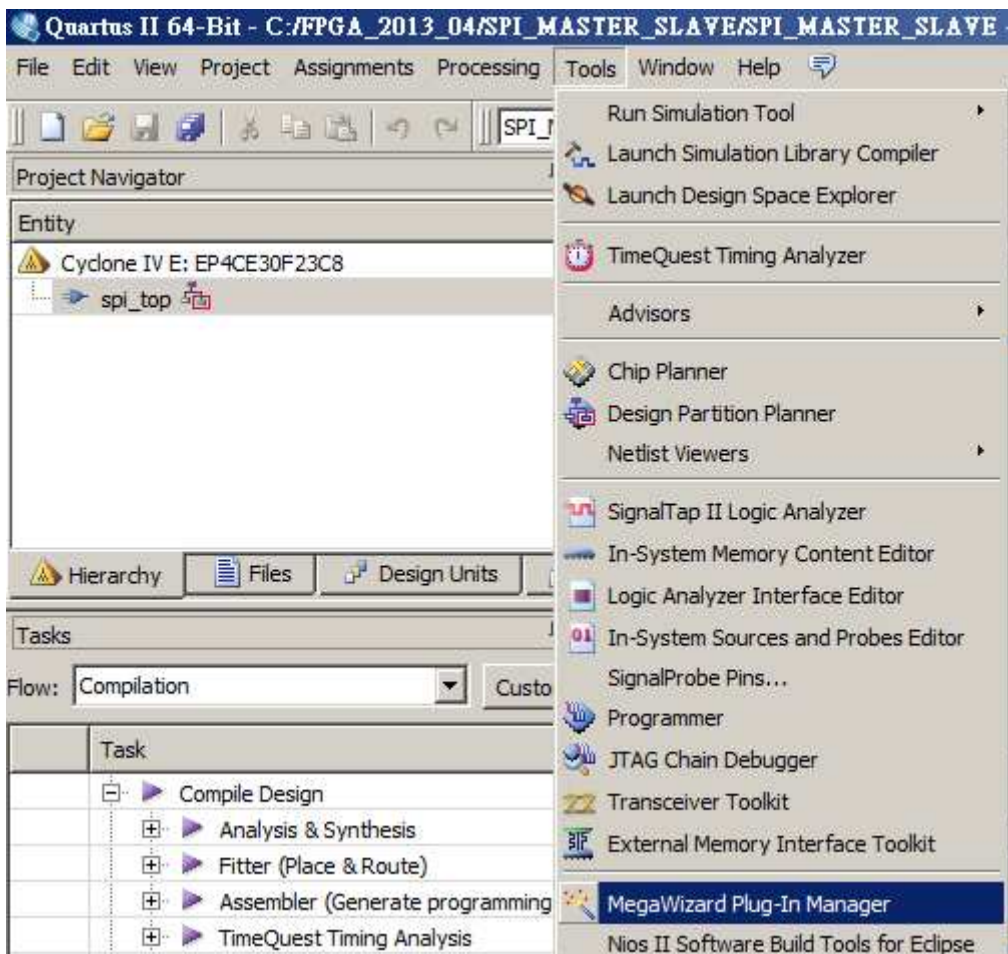 Quartus II 64-Bit - C:/FPGA_2013_04/SPI_MASTER_SLAVE/SPI_MASTER_SLAVE
File Edit View Project Assignments Processing Tools Window Help
Project Navigator
Entity
Cyclone IV E: EP4CE30F23C8
spi_top
Hierarchy Files Design Units
Tasks
Flow: Compilation Custo
Task
Compile Design
Analysis & Synthesis
Fitter (Place & Route)
Assembler (Generate programming
TimeQuest Timing Analysis
Run Simulation Tool
Launch Simulation Library Compiler
Launch Design Space Explorer
TimeQuest Timing Analyzer
Advisors
Chip Planner
Design Partition Planner
Netlist Viewers
SignalTap II Logic Analyzer
In-System Memory Content Editor
Logic Analyzer Interface Editor
In-System Sources and Probes Editor
SignalProbe Pins...
Programmer
JTAG Chain Debugger
Transceiver Toolkit
External Memory Interface Toolkit
MegaWizard Plug-In Manager
Nios II Software Build Tools for Eclipse